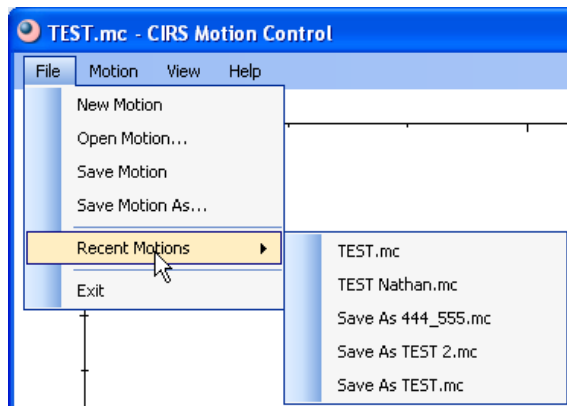 TEST.mc - CIRS Motion Control
File Motion View Help
New Motion
Open Motion...
Save Motion
Save Motion As...
Recent Motions
Exit
TEST.mc
TEST Nathan.mc
Save As 444_555.mc
Save As TEST 2.mc
Save As TEST.mc